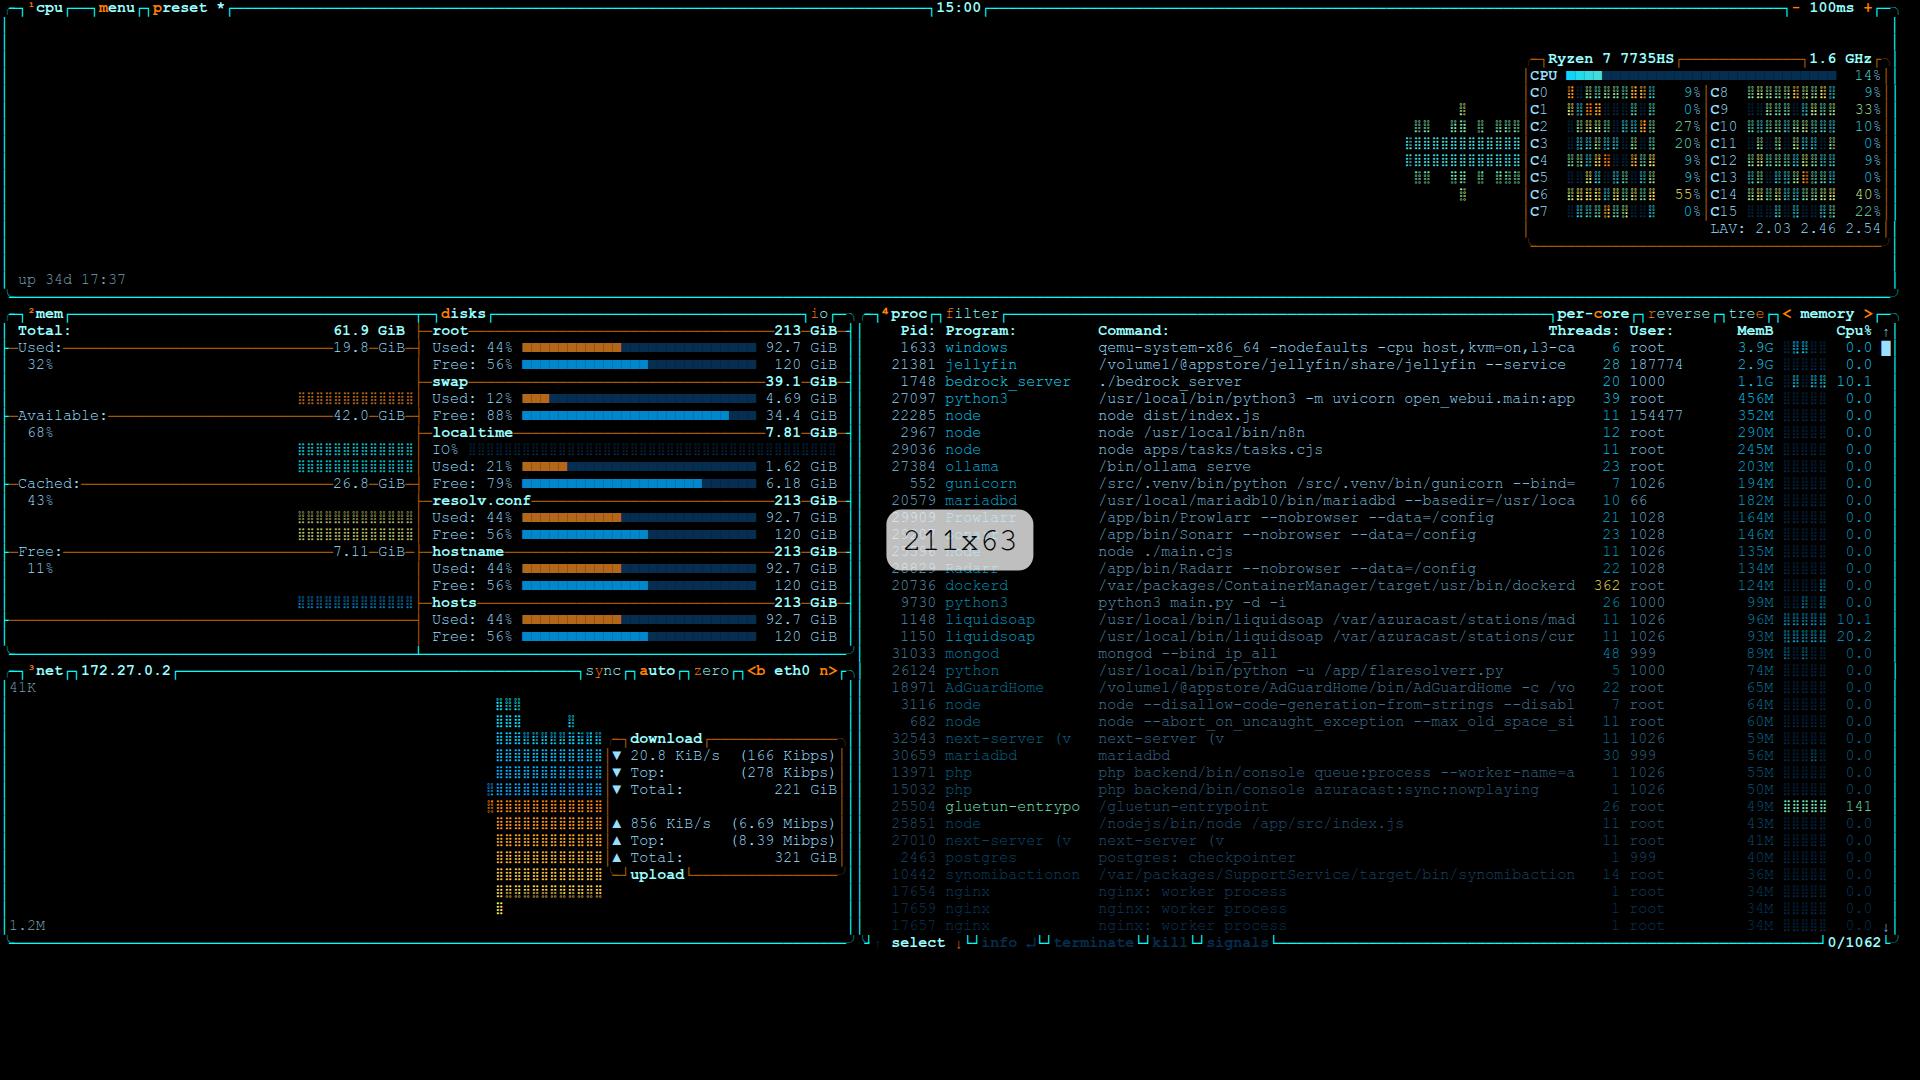 ¹cpu menu preset * 15:00 - 100ms +
Ryzen 7 7735HS 1.6 GHz
CPU 14%
C0 9% C8 9%
C1 0% C9 33%
C2 27% C10 10%
C3 20% C11 0%
C4 9% C12 9%
C5 9% C13 0%
C6 55% C14 40%
C7 0% C15 22%
LAV: 2.03 2.46 2.54
up 34d 17:37
²mem
Total: 61.9 GiB
Used: 19.8 GiB
32%
Available: 42.0 GiB
68%
Cached: 26.8 GiB
43%
Free: 7.11 GiB
11%
disks io
root 213 GiB
Used: 44% 92.7 GiB
Free: 56% 120 GiB
swap 39.1 GiB
Used: 12% 4.69 GiB
Free: 88% 34.4 GiB
localtime 7.81 GiB
IO%
Used: 21% 1.62 GiB
Free: 79% 6.18 GiB
resolv.conf 213 GiB
Used: 44% 92.7 GiB
Free: 56% 120 GiB
hostname 213 GiB
Used: 44% 92.7 GiB
Free: 56% 120 GiB
hosts 213 GiB
Used: 44% 92.7 GiB
Free: 56% 120 GiB
³net 172.27.0.2 sync auto zero <b eth0 n>
41K
download
▼ 20.8 KiB/s (166 Kibps)
▼ Top: (278 Kibps)
▼ Total: 221 GiB
▲ 856 KiB/s (6.69 Mibps)
▲ Top: (8.39 Mibps)
▲ Total: 321 GiB
upload
1.2M
⁴proc filter per-core reverse tree < memory >
Pid: Program: Command: Threads: User: MemB Cpu% ↑
1633 windows qemu-system-x86_64 -nodefaults -cpu host,kvm=on,l3-ca 6 root 3.9G 0.0
21381 jellyfin /volume1/@appstore/jellyfin/share/jellyfin --service 28 187774 2.9G 0.0
1748 bedrock_server ./bedrock_server 20 1000 1.1G 10.1
27097 python3 /usr/local/bin/python3 -m uvicorn open_webui.main:app 39 root 456M 0.0
22285 node node dist/index.js 11 154477 352M 0.0
2967 node node /usr/local/bin/n8n 12 root 290M 0.0
29036 node node apps/tasks/tasks.cjs 11 root 245M 0.0
27384 ollama /bin/ollama serve 23 root 203M 0.0
552 gunicorn /src/.venv/bin/python /src/.venv/bin/gunicorn --bind= 7 1026 194M 0.0
20579 mariadbd /usr/local/mariadb10/bin/mariadbd --basedir=/usr/loca 10 66 182M 0.0
29909 Prowlarr /app/bin/Prowlarr --nobrowser --data=/config 21 1028 164M 0.0
/app/bin/Sonarr --nobrowser --data=/config 23 1028 146M 0.0
node ./main.cjs 11 1026 135M 0.0
28829 Radarr /app/bin/Radarr --nobrowser --data=/config 22 1028 134M 0.0
20736 dockerd /var/packages/ContainerManager/target/usr/bin/dockerd 362 root 124M 0.0
9730 python3 python3 main.py -d -i 26 1000 99M 0.0
1148 liquidsoap /usr/local/bin/liquidsoap /var/azuracast/stations/mad 11 1026 96M 10.1
1150 liquidsoap /usr/local/bin/liquidsoap /var/azuracast/stations/cur 11 1026 93M 20.2
31033 mongod mongod --bind_ip_all 48 999 89M 0.0
26124 python /usr/local/bin/python -u /app/flaresolverr.py 5 1000 74M 0.0
18971 AdGuardHome /volume1/@appstore/AdGuardHome/bin/AdGuardHome -c /vo 22 root 65M 0.0
3116 node node --disallow-code-generation-from-strings --disabl 7 root 64M 0.0
682 node node --abort_on_uncaught_exception --max_old_space_si 11 root 60M 0.0
32543 next-server (v next-server (v 11 1026 59M 0.0
30659 mariadbd mariadbd 30 999 56M 0.0
13971 php php backend/bin/console queue:process --worker-name=a 1 1026 55M 0.0
15032 php php backend/bin/console azuracast:sync:nowplaying 1 1026 50M 0.0
25504 gluetun-entrypo /gluetun-entrypoint 26 root 49M 141
25851 node /nodejs/bin/node /app/src/index.js 11 root 43M 0.0
27010 next-server (v next-server (v 11 root 41M 0.0
2463 postgres postgres: checkpointer 1 999 40M 0.0
10442 synomibactionon /var/packages/SupportService/target/bin/synomibaction 14 root 36M 0.0
17654 nginx nginx: worker process 1 root 34M 0.0
17659 nginx nginx: worker process 1 root 34M 0.0
17657 nginx nginx: worker process 1 root 34M 0.0
↑ select ↓ info ↲ terminate kill signals 0/1062
211x63